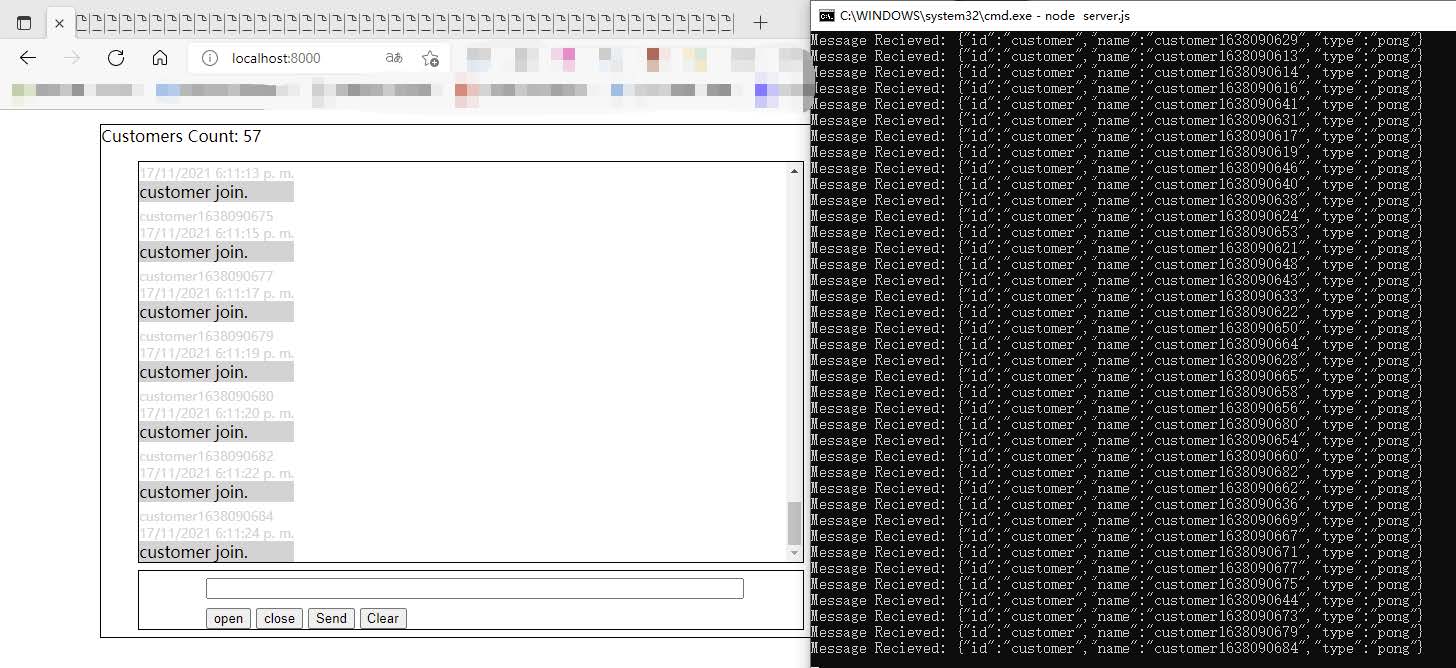 localhost:8000
aあ
Customers Count: 57
17/11/2021 6:11:13 p. m.
customer join.
customer1638090675
17/11/2021 6:11:15 p. m.
customer join.
customer1638090677
17/11/2021 6:11:17 p. m.
customer join.
customer1638090679
17/11/2021 6:11:19 p. m.
customer join.
customer1638090680
17/11/2021 6:11:20 p. m.
customer join.
customer1638090682
17/11/2021 6:11:22 p. m.
customer join.
customer1638090684
17/11/2021 6:11:24 p. m.
customer join.
open close Send Clear
C:\WINDOWS\system32\cmd.exe - node server.js
Message Recieved: {"id":"customer","name":"customer1638090629","type":"pong"}
Message Recieved: {"id":"customer","name":"customer1638090613","type":"pong"}
Message Recieved: {"id":"customer","name":"customer1638090614","type":"pong"}
Message Recieved: {"id":"customer","name":"customer1638090616","type":"pong"}
Message Recieved: {"id":"customer","name":"customer1638090641","type":"pong"}
Message Recieved: {"id":"customer","name":"customer1638090631","type":"pong"}
Message Recieved: {"id":"customer","name":"customer1638090617","type":"pong"}
Message Recieved: {"id":"customer","name":"customer1638090619","type":"pong"}
Message Recieved: {"id":"customer","name":"customer1638090646","type":"pong"}
Message Recieved: {"id":"customer","name":"customer1638090640","type":"pong"}
Message Recieved: {"id":"customer","name":"customer1638090638","type":"pong"}
Message Recieved: {"id":"customer","name":"customer1638090624","type":"pong"}
Message Recieved: {"id":"customer","name":"customer1638090653","type":"pong"}
Message Recieved: {"id":"customer","name":"customer1638090621","type":"pong"}
Message Recieved: {"id":"customer","name":"customer1638090648","type":"pong"}
Message Recieved: {"id":"customer","name":"customer1638090643","type":"pong"}
Message Recieved: {"id":"customer","name":"customer1638090633","type":"pong"}
Message Recieved: {"id":"customer","name":"customer1638090622","type":"pong"}
Message Recieved: {"id":"customer","name":"customer1638090650","type":"pong"}
Message Recieved: {"id":"customer","name":"customer1638090664","type":"pong"}
Message Recieved: {"id":"customer","name":"customer1638090628","type":"pong"}
Message Recieved: {"id":"customer","name":"customer1638090665","type":"pong"}
Message Recieved: {"id":"customer","name":"customer1638090658","type":"pong"}
Message Recieved: {"id":"customer","name":"customer1638090656","type":"pong"}
Message Recieved: {"id":"customer","name":"customer1638090680","type":"pong"}
Message Recieved: {"id":"customer","name":"customer1638090654","type":"pong"}
Message Recieved: {"id":"customer","name":"customer1638090660","type":"pong"}
Message Recieved: {"id":"customer","name":"customer1638090682","type":"pong"}
Message Recieved: {"id":"customer","name":"customer1638090662","type":"pong"}
Message Recieved: {"id":"customer","name":"customer1638090636","type":"pong"}
Message Recieved: {"id":"customer","name":"customer1638090669","type":"pong"}
Message Recieved: {"id":"customer","name":"customer1638090667","type":"pong"}
Message Recieved: {"id":"customer","name":"customer1638090671","type":"pong"}
Message Recieved: {"id":"customer","name":"customer1638090677","type":"pong"}
Message Recieved: {"id":"customer","name":"customer1638090675","type":"pong"}
Message Recieved: {"id":"customer","name":"customer1638090644","type":"pong"}
Message Recieved: {"id":"customer","name":"customer1638090673","type":"pong"}
Message Recieved: {"id":"customer","name":"customer1638090679","type":"pong"}
Message Recieved: {"id":"customer","name":"customer1638090684","type":"pong"}